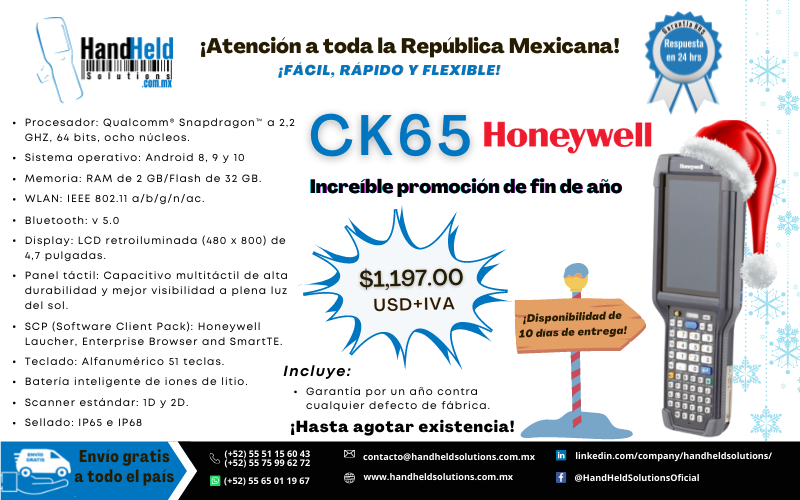 HandHeld
Solutions
.com.mx
¡Atención a toda la República Mexicana!
¡FÁCIL, RÁPIDO Y FLEXIBLE!
Garantía HHS
Respuesta
en 24 hrs
• Procesador: Qualcomm® Snapdragon™ a 2,2
GHZ, 64 bits, ocho núcleos.
• Sistema operativo: Android 8, 9 y 10
• Memoria: RAM de 2 GB/Flash de 32 GB.
• WLAN: IEEE 802.11 a/b/g/n/ac.
• Bluetooth: v 5.0
• Display: LCD retroiluminada (480 x 800) de
4,7 pulgadas.
• Panel táctil: Capacitivo multitáctil de alta
durabilidad y mejor visibilidad a plena luz
del sol.
• SCP (Software Client Pack): Honeywell
Laucher, Enterprise Browser and SmartTE.
• Teclado: Alfanumérico 51 teclas.
• Batería inteligente de iones de litio.
• Scanner estándar: 1D y 2D.
• Sellado: IP65 e IP68
CK65 Honeywell
Increíble promoción de fin de año
$1,197.00
USD+IVA
¡Disponibilidad de
10 días de entrega!
Honeywell
Incluye:
• Garantía por un año contra
cualquier defecto de fábrica.
¡Hasta agotar existencia!
ENVÍO
GRATIS
Envío gratis
a todo el país
(+52) 55 51 15 60 43
(+52) 55 75 99 62 72
(+52) 55 65 01 19 67
contacto@handheldsolutions.com.mx
www.handheldsolutions.com.mx
linkedin.com/company/handheldsolutions/
@HandHeldSolutionsOficial